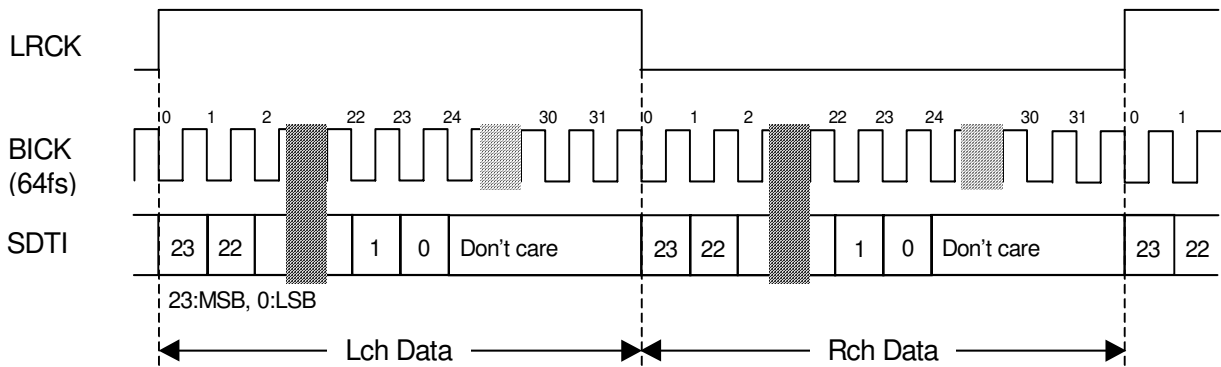 LRCK
0 1 2 22 23 24 30 31 0 1 2 22 23 24 30 31 0 1
BICK
(64fs)
SDTI 23 22 1 0 Don't care 23 22 1 0 Don't care 23 22
23:MSB, 0:LSB
Lch Data Rch Data